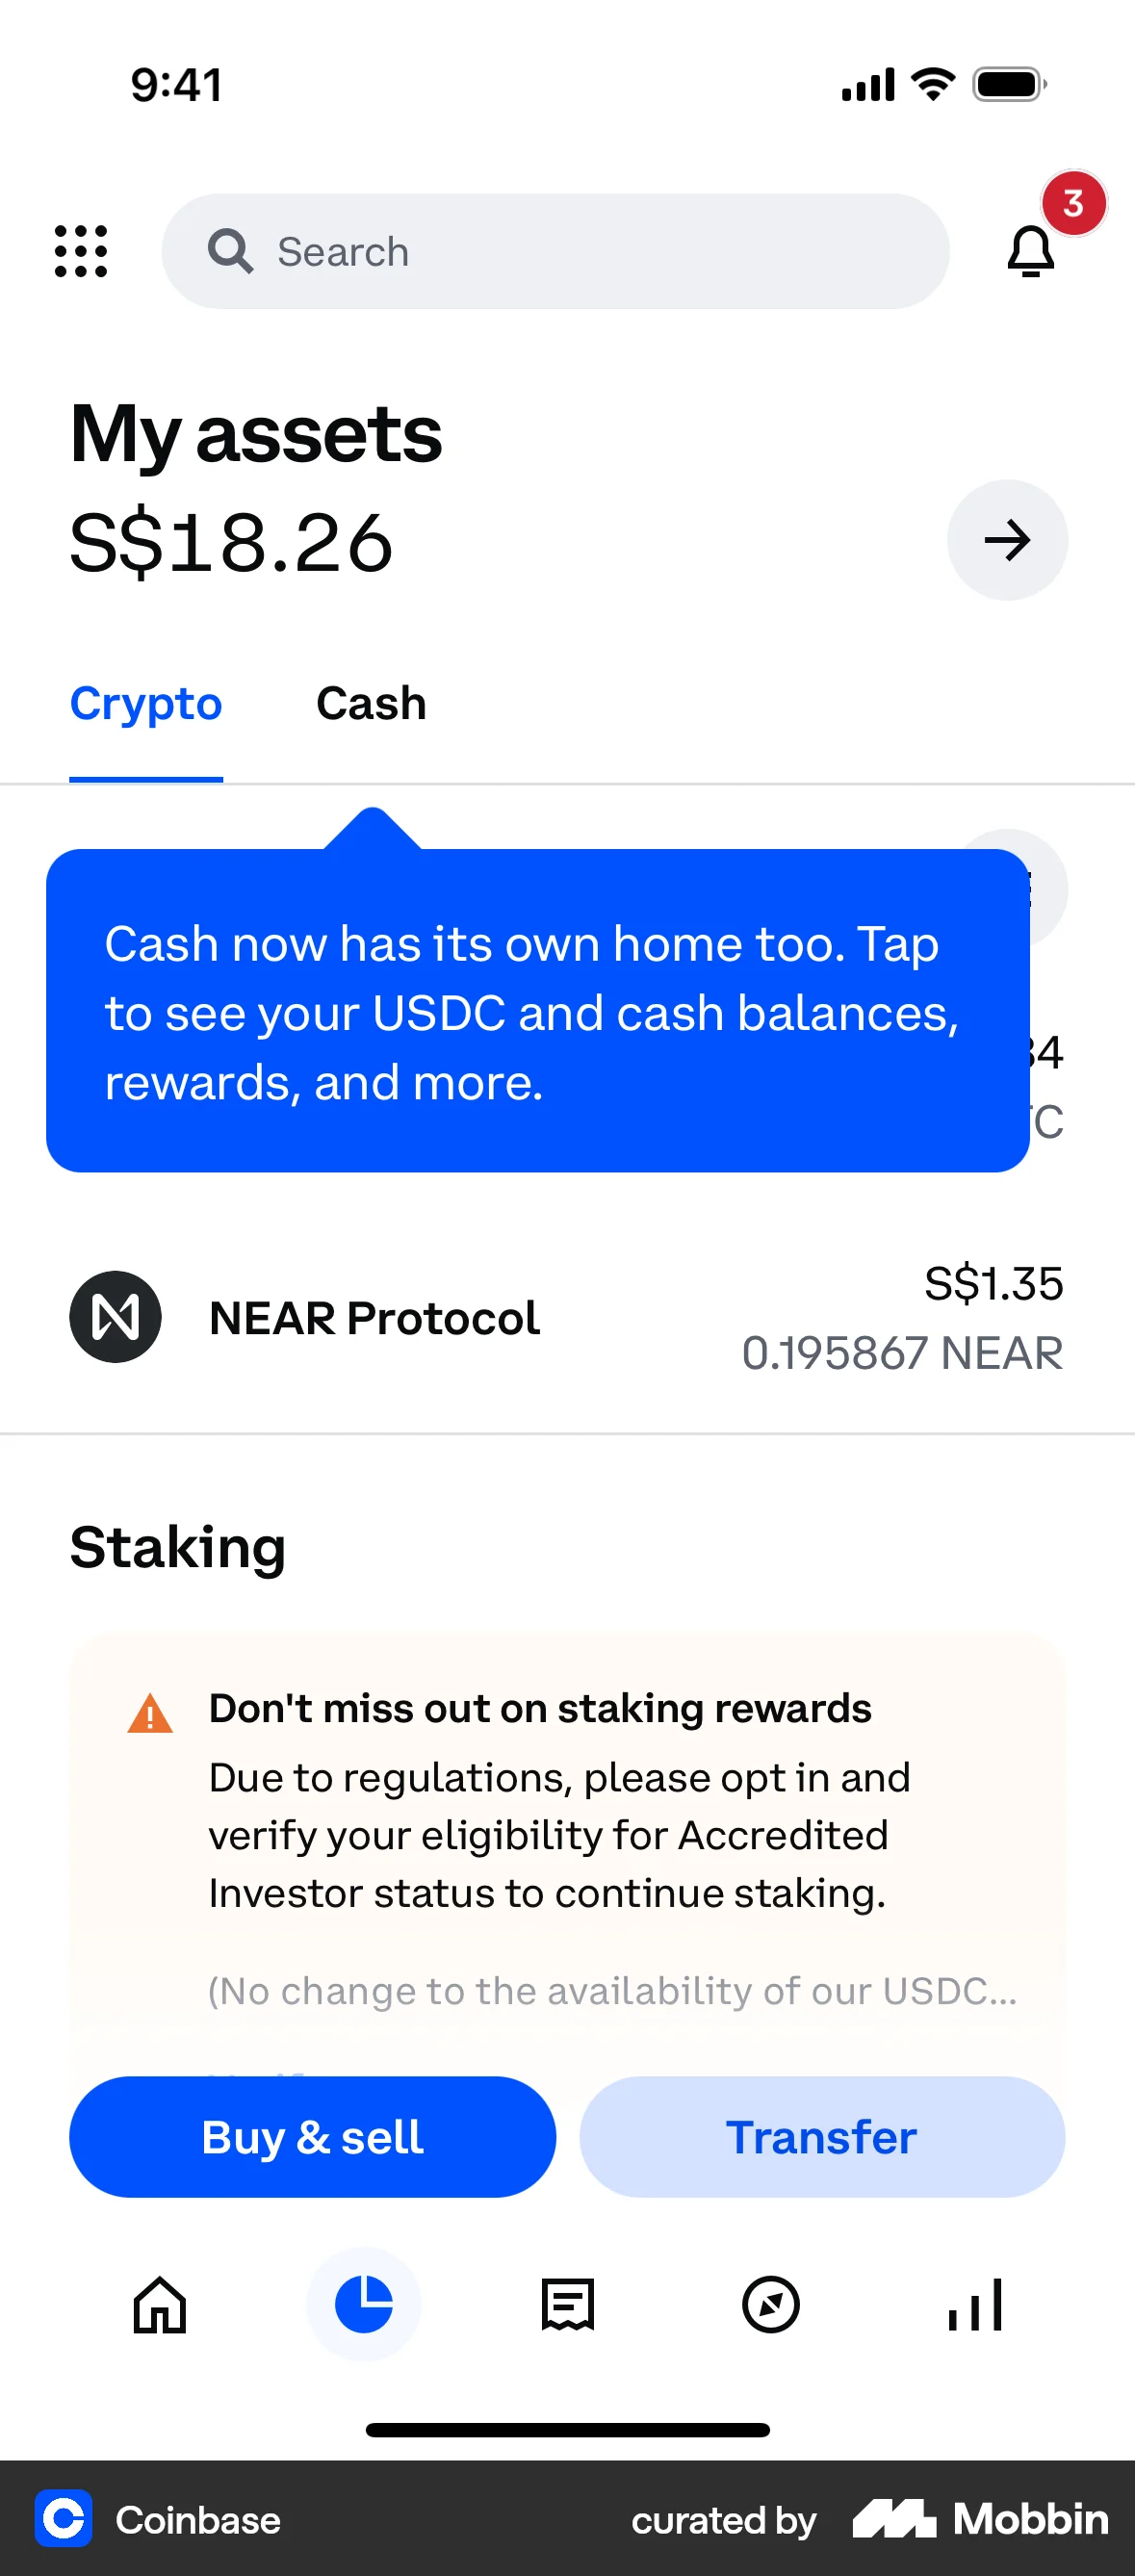 9:41
Search
3
My assets
S$18.26
Crypto
Cash
Cash now has its own home too. Tap
to see your USDC and cash balances,
rewards, and more.
NEAR Protocol
S$1.35
0.195867 NEAR
Staking
Don't miss out on staking rewards
Due to regulations, please opt in and
verify your eligibility for Accredited
Investor status to continue staking.
(No change to the availability of our USDC...
Buy & sell
Transfer
Coinbase
curated by
Mobbin